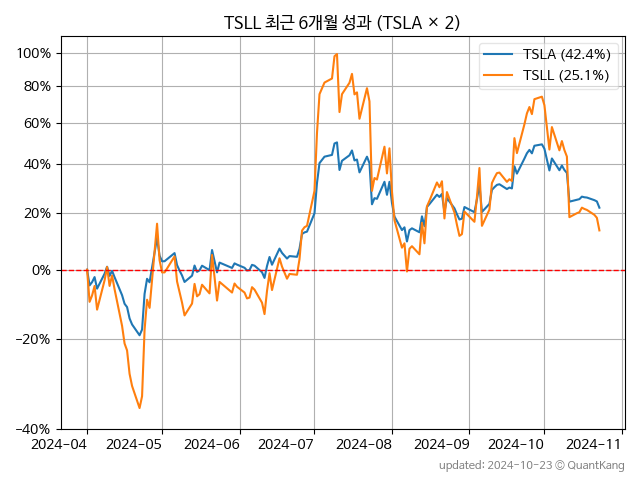 TSLL 최근 6개월 성과 (TSLA × 2)
TSLA (42.4%)
TSLL (25.1%)
100%
80%
60%
40%
20%
0%
−20%
−40%
2024-04 2024-05 2024-06 2024-07 2024-08 2024-09 2024-10 2024-11
updated: 2024-10-23 © QuantKang